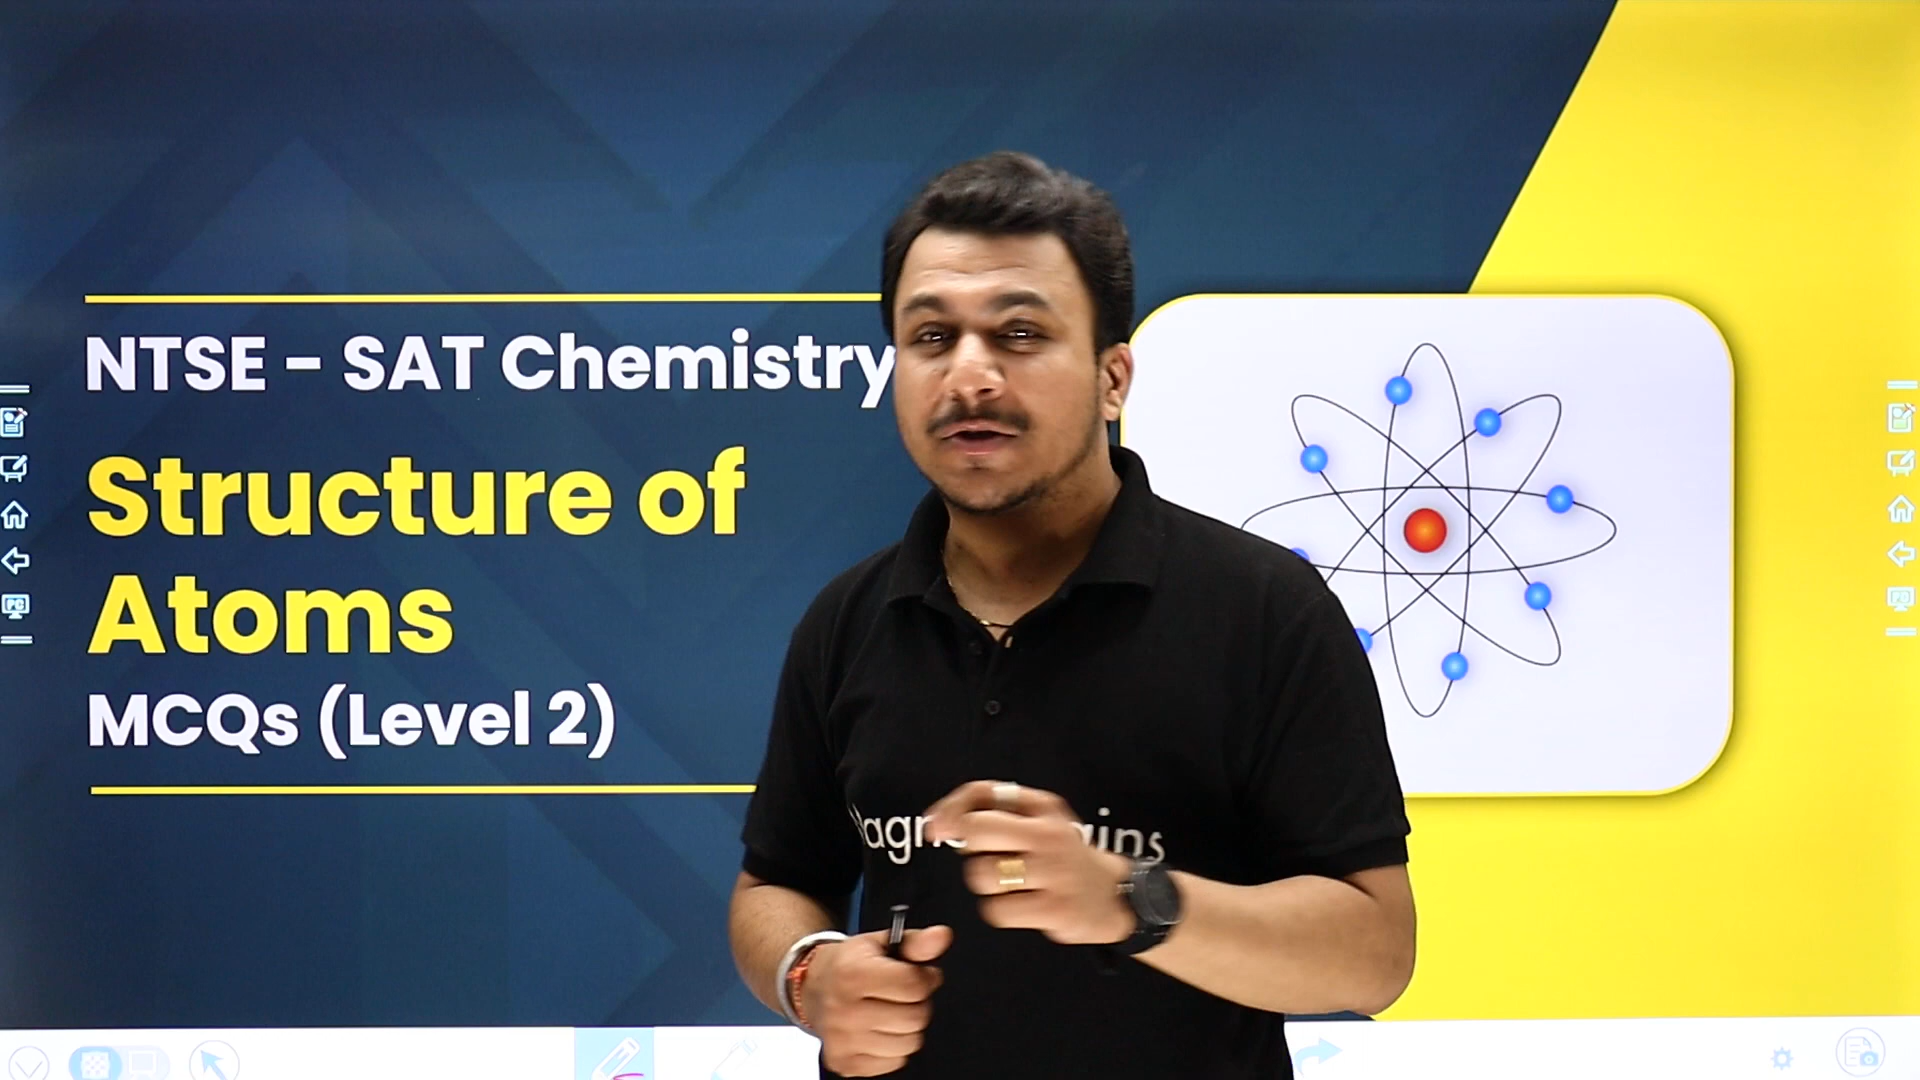 NTSE - SAT Chemistry
Structure of
Atoms
MCQs (Level 2)